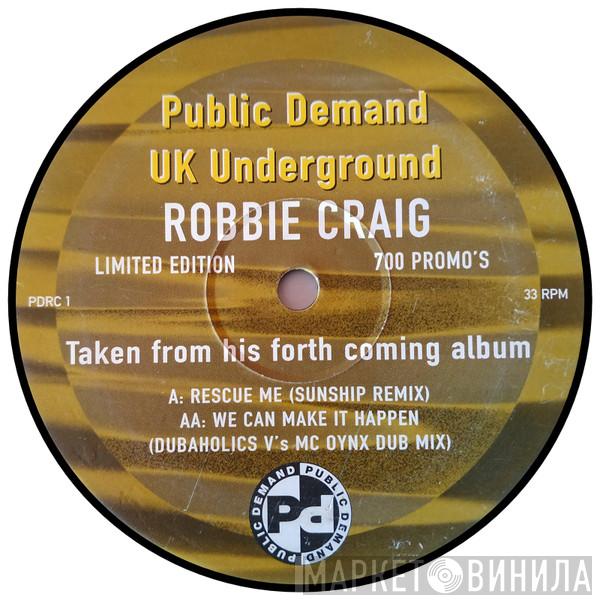 Public Demand
UK Underground
ROBBIE CRAIG
LIMITED EDITION 700 PROMO'S
PDRC 1 33 RPM
Taken from his forth coming album
A: RESCUE ME (SUNSHIP REMIX)
AA: WE CAN MAKE IT HAPPEN
(DUBAHOLICS V's MC OYNX DUB MIX)
PUBLIC DEMAND PUBLIC DEMAND
Pd
МАРКЕТ ВИНИЛА